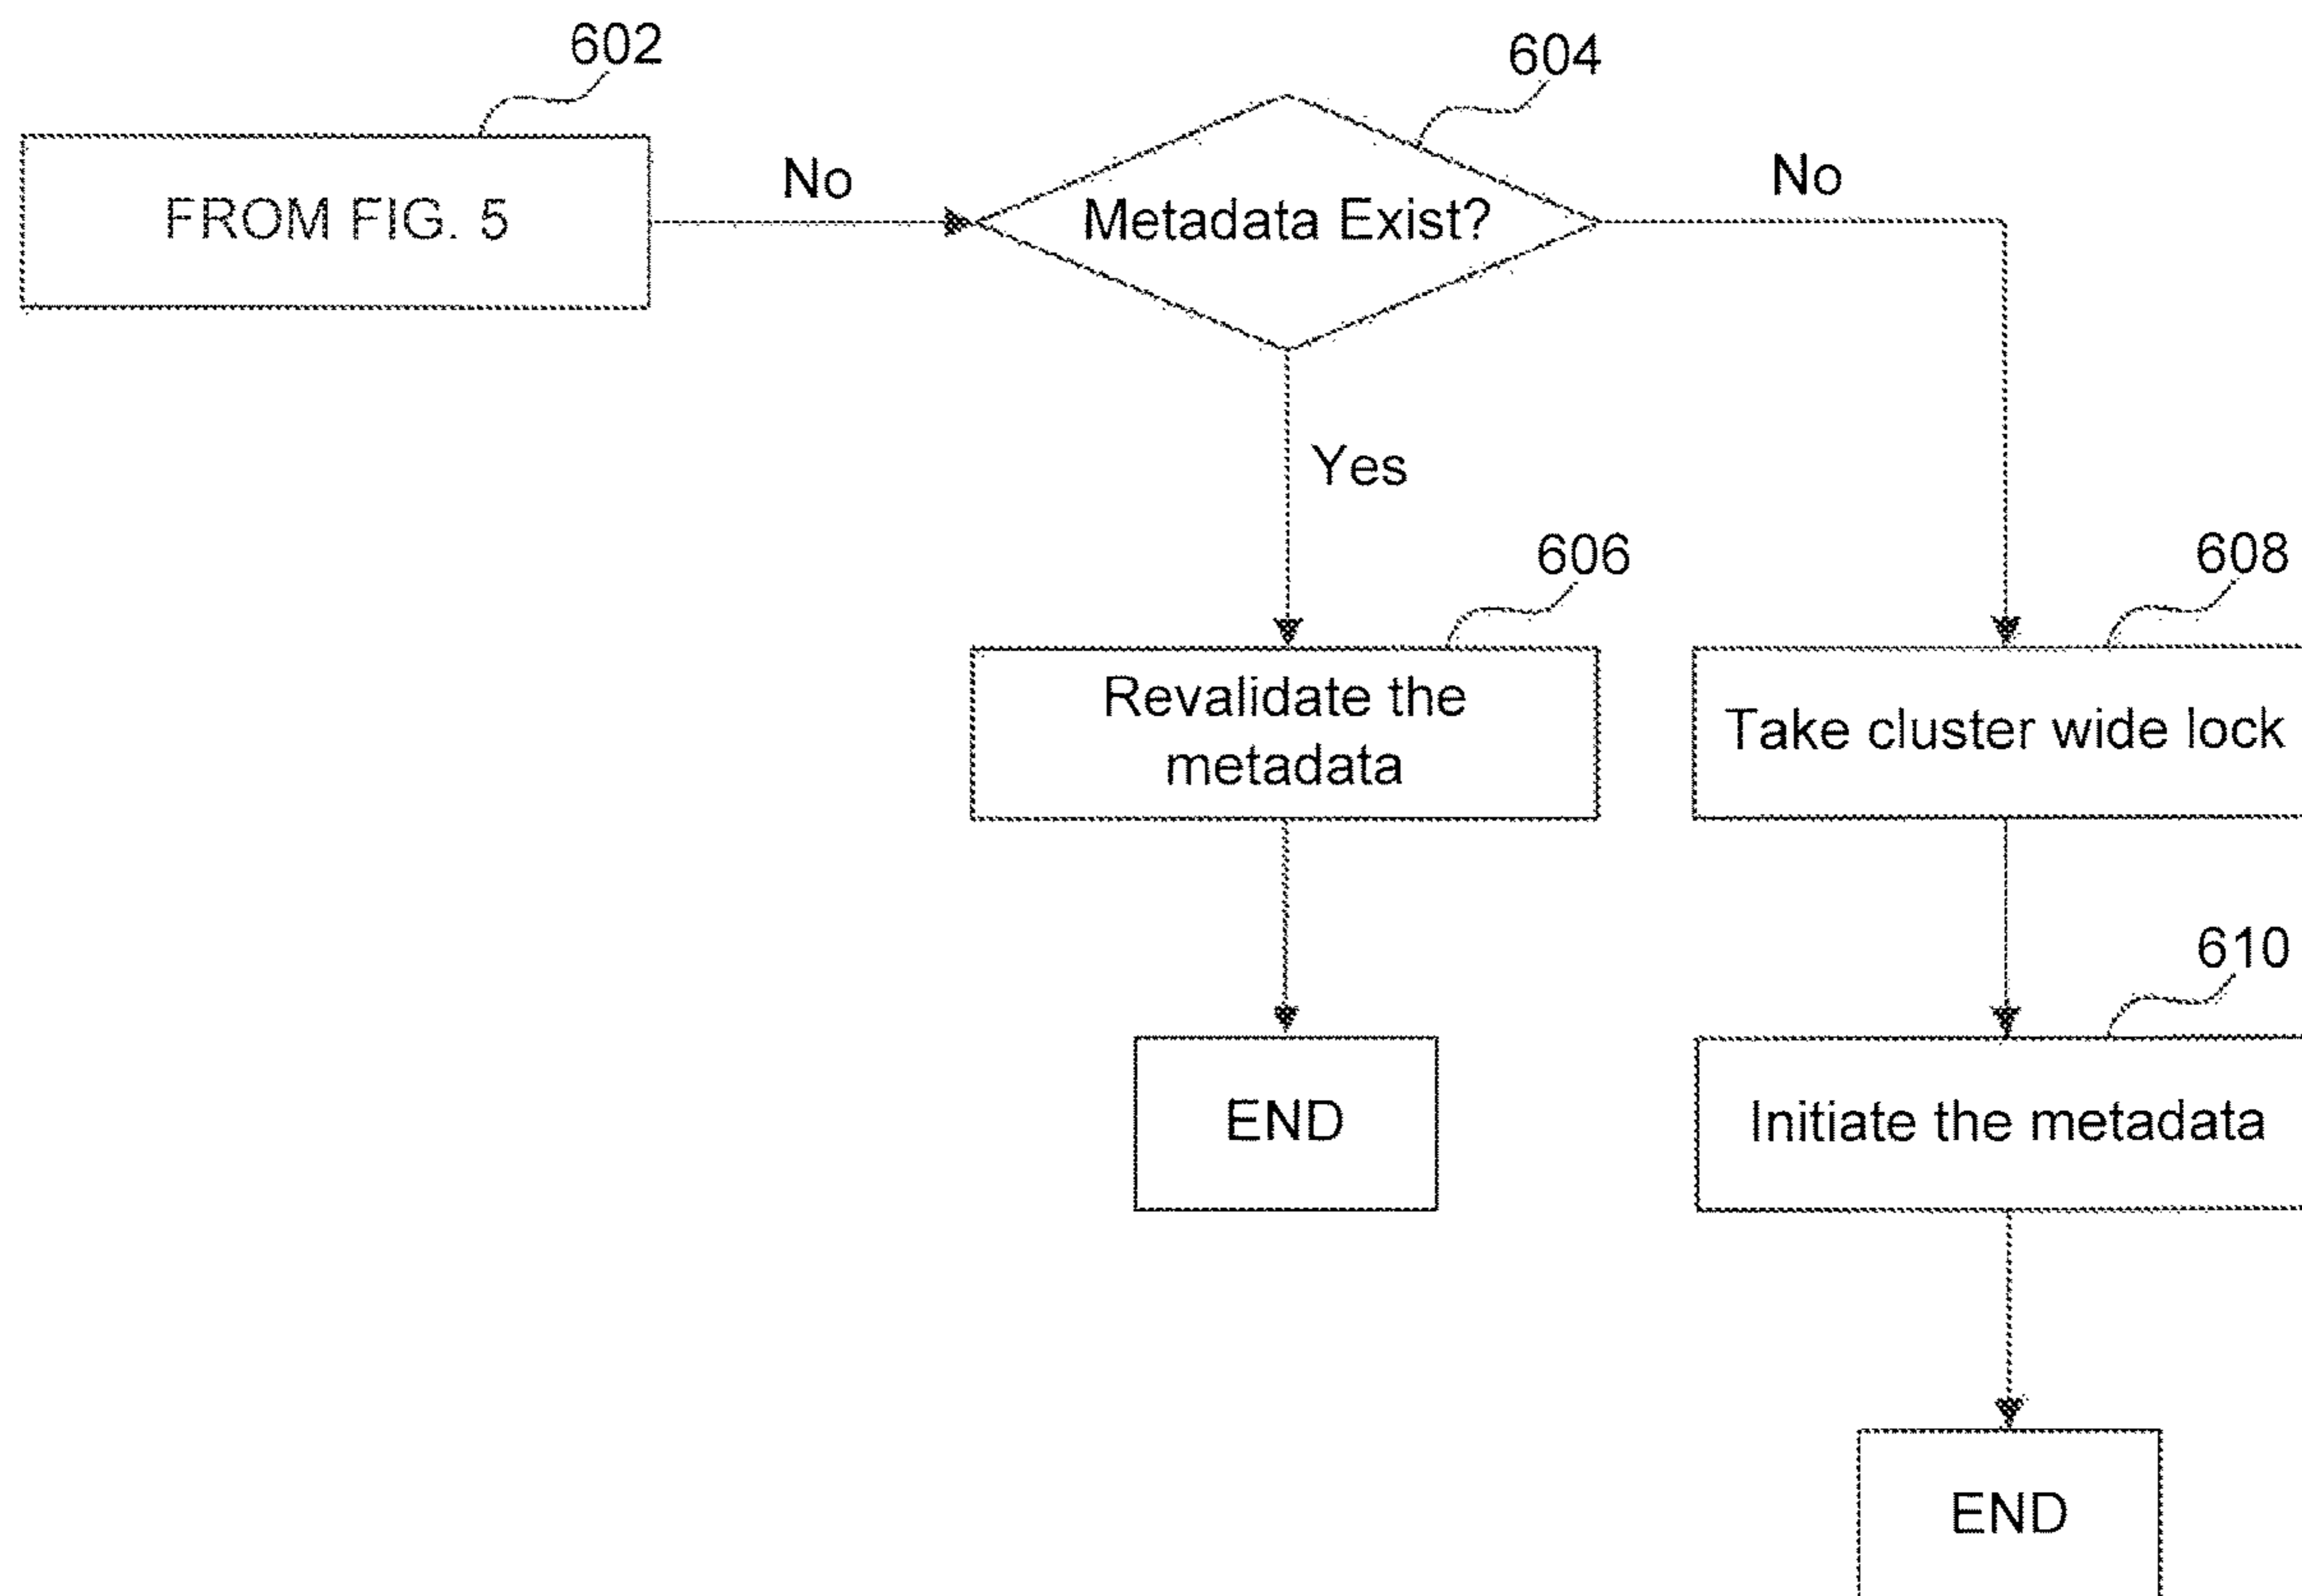 602
604
FROM FIG. 5
No
Metadata Exist?
No
Yes
606
608
Revalidate the
metadata
Take cluster wide lock
610
END
Initiate the metadata
END